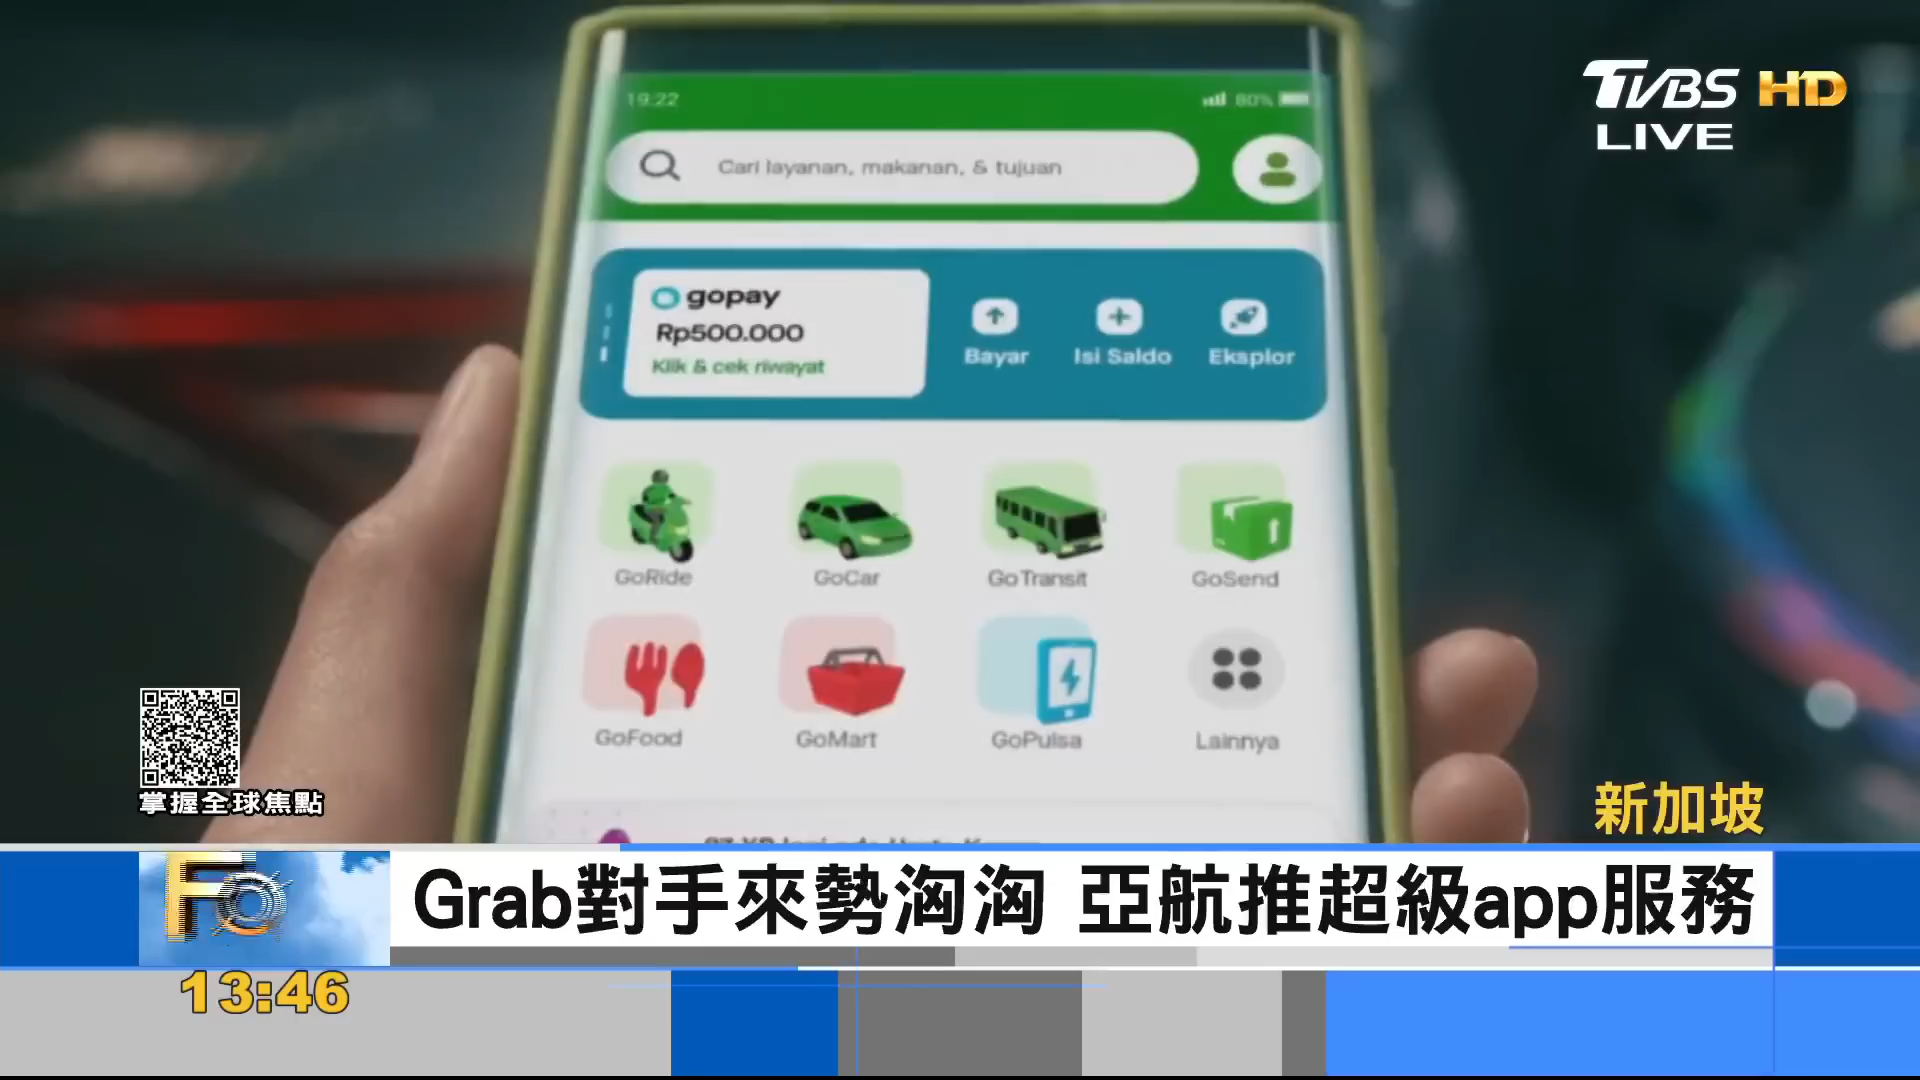 TVBS HD
LIVE
19:22
80%
Cari layanan, makanan, & tujuan
gopay
Rp500.000
Klik & cek riwayat
Bayar
Isi Saldo
Eksplor
GoRide
GoCar
GoTransit
GoSend
GoFood
GoMart
GoPulsa
Lainnya
掌握全球焦點
新加坡
Grab對手來勢洶洶 亞航推超級app服務
13:46